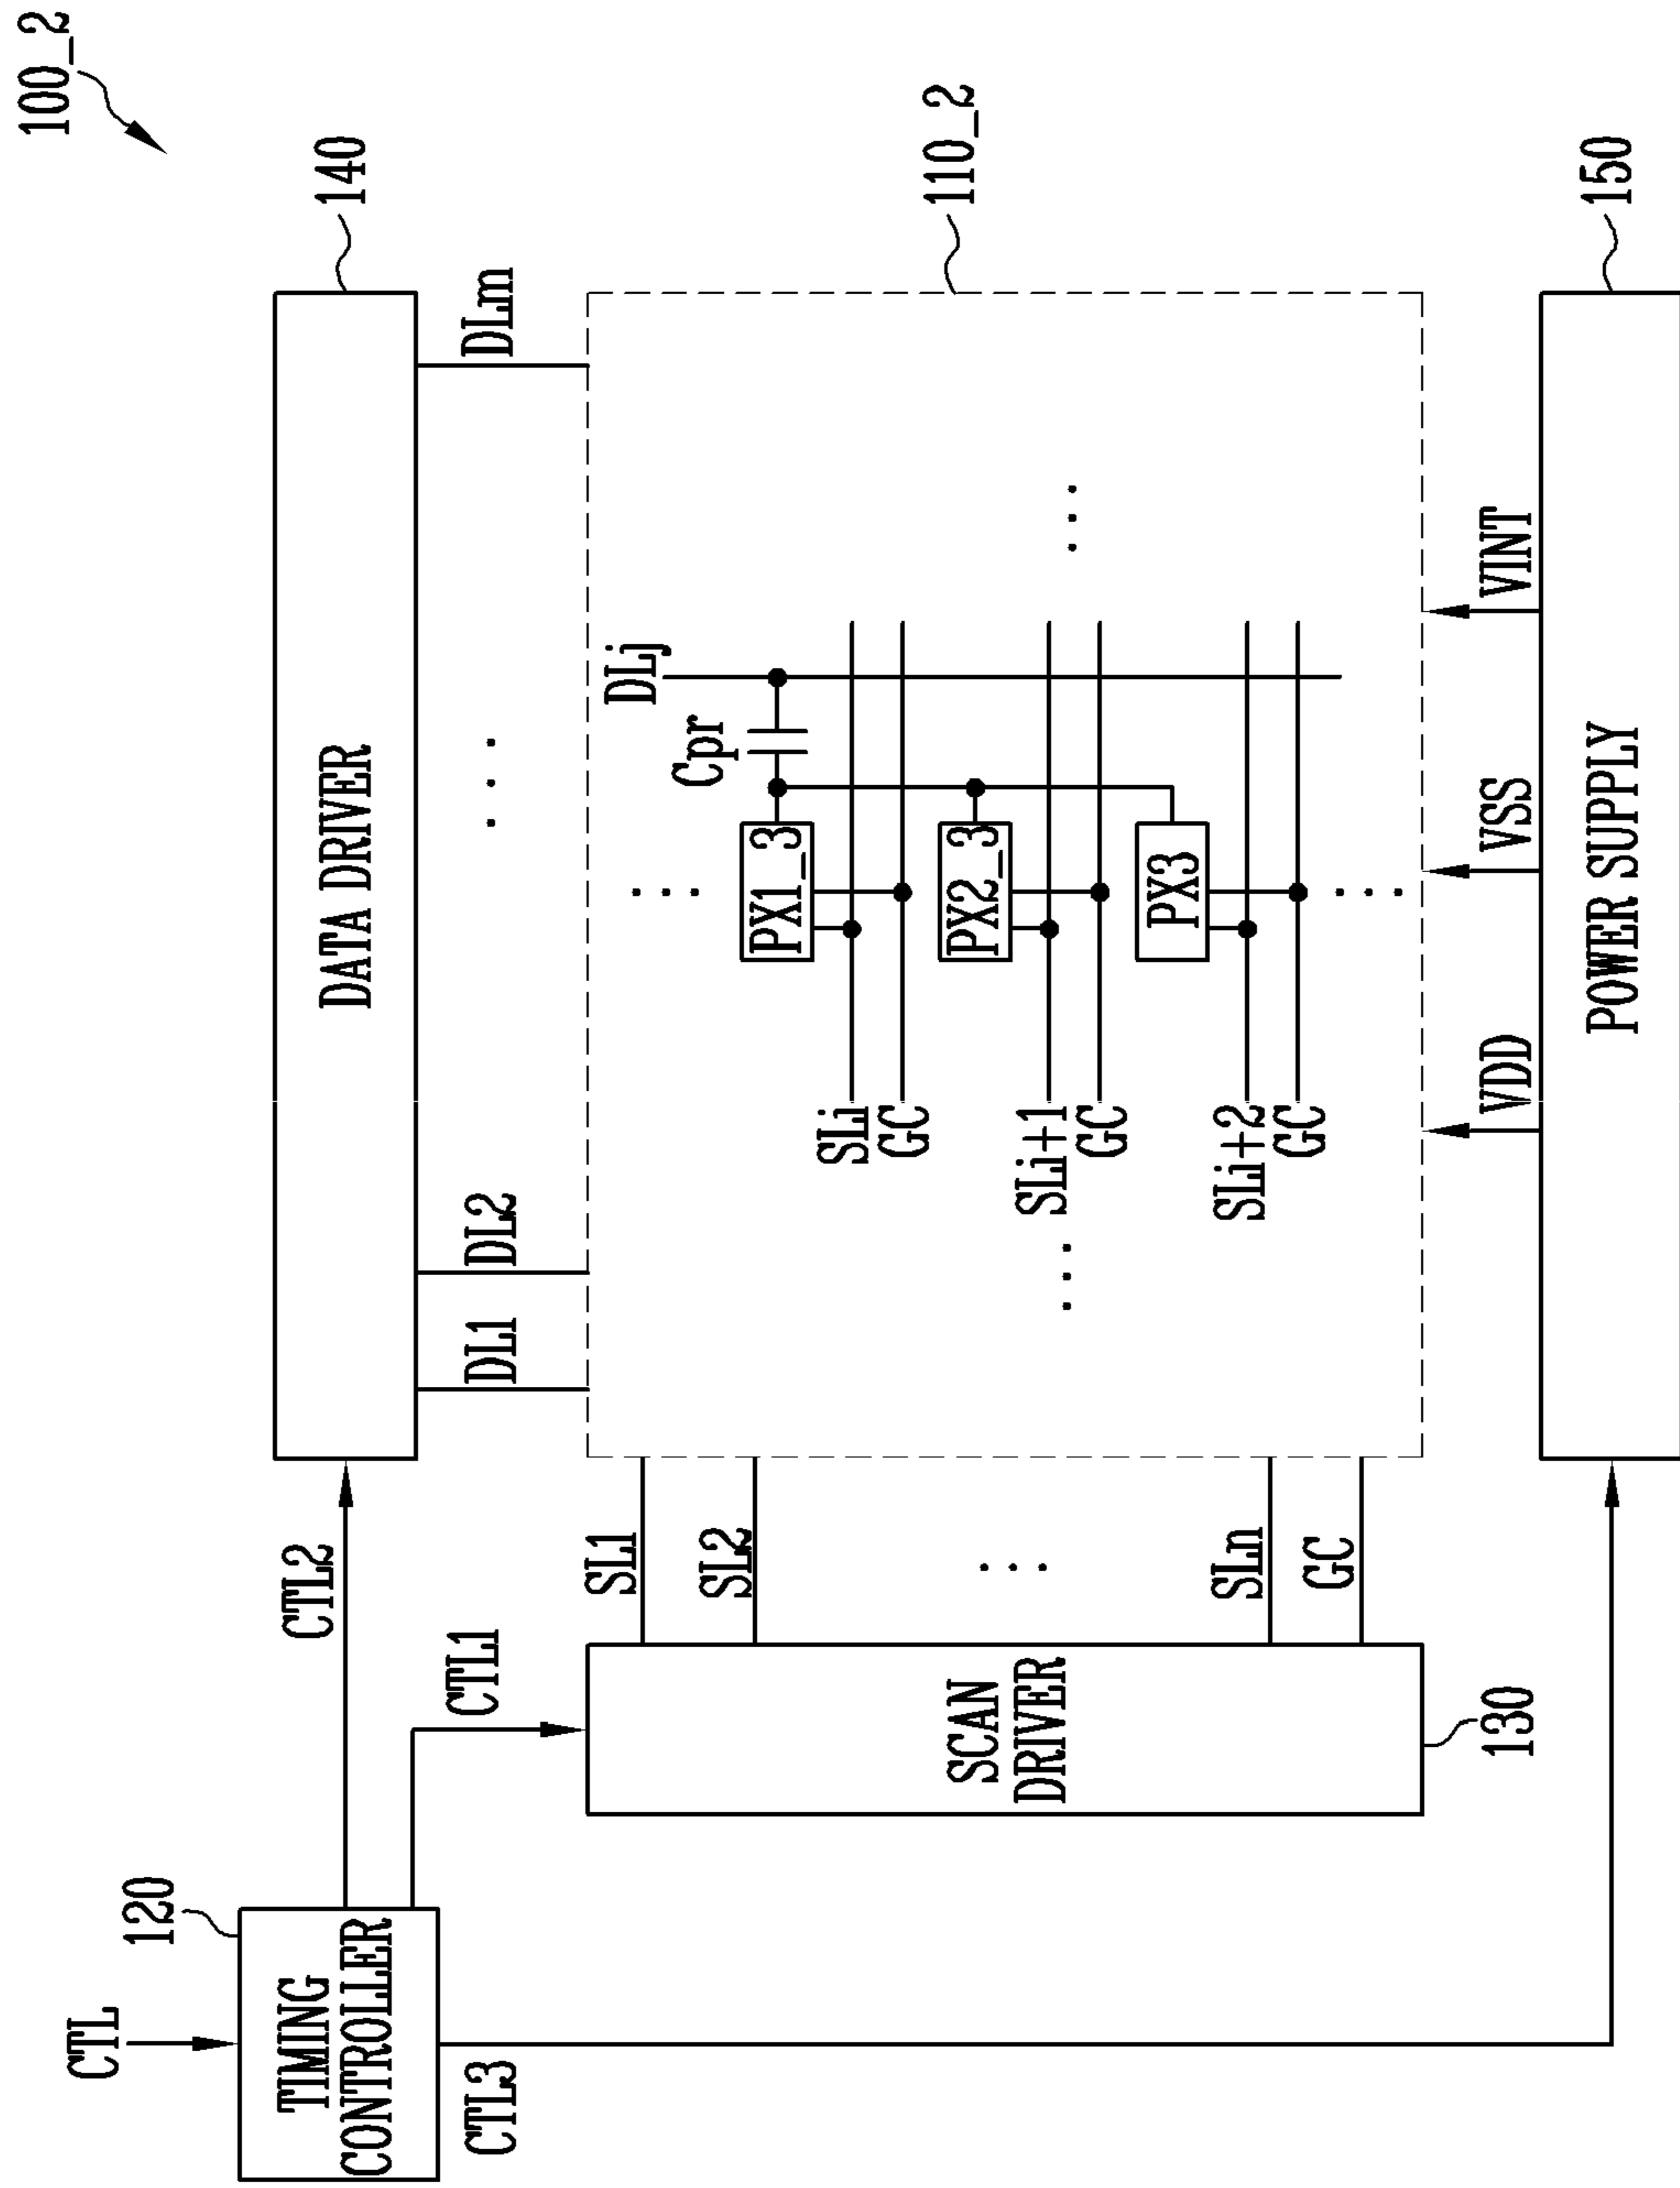 100_2
CTL
120
TIMING
CONTROLLER
CTL2
CTL1
CTL3
140
DATA DRIVER
DL1
DL2
. . .
DLm
110_2
SCAN
DRIVER
130
SL1
SL2
. . .
SLn
GC
DLj
Cpr
. . .
PX1_3
SLi
GC
PX2_3
SLi+1
GC
. . .
. . .
PX3
SLi+2
GC
. . .
VDD
VSS
VINT
150
POWER SUPPLY